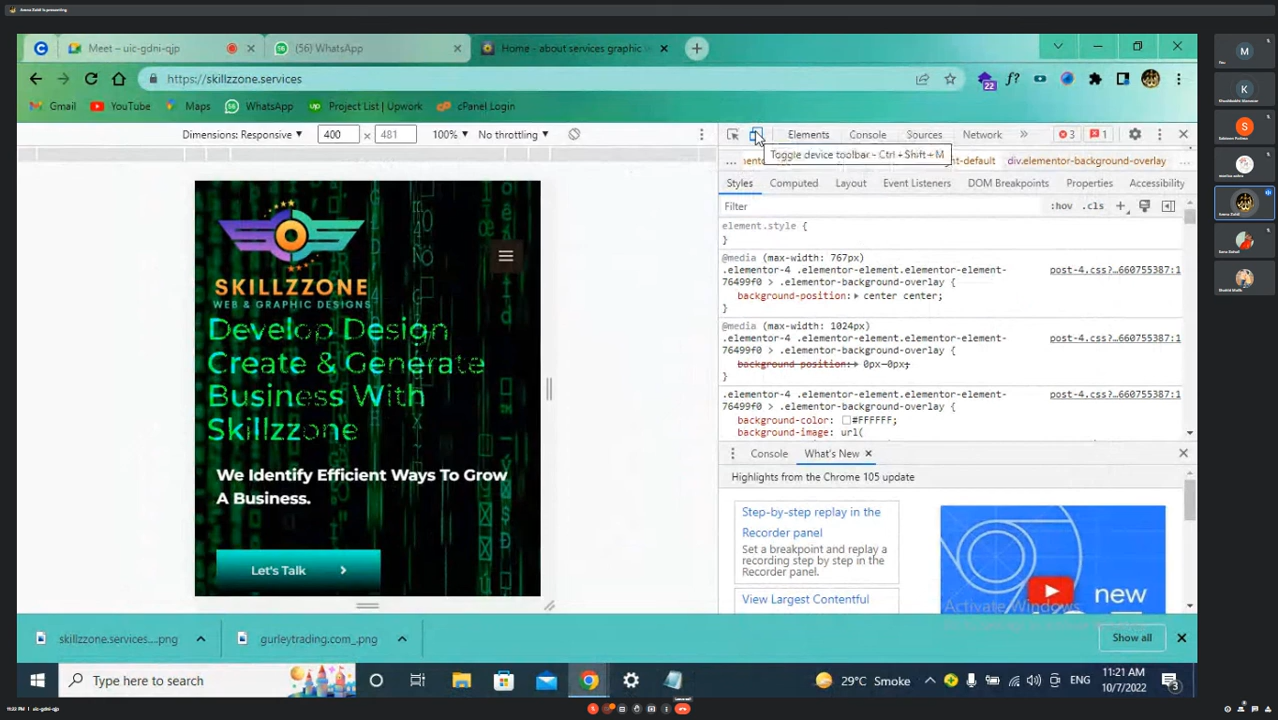 Meet – uic-gdni-qjp
(56) WhatsApp
Home - about services graphic
https://skillzzone.services
f?
22
Gmail
YouTube
Maps
WhatsApp
Project List | Upwork
cPanel Login
Dimensions: Responsive
400 × 481
100%
No throttling
Elements
Console
Sources
Network
»
3
1
Toggle device toolbar - Ctrl + Shift + M
...
div.elementor-background-overlay
Styles
Computed
Layout
Event Listeners
DOM Breakpoints
Properties
Accessibility
Filter
:hov .cls
element.style {
}
@media (max-width: 767px)
.elementor-4 .elementor-element.elementor-element-
post-4.css?…660755387:1
76499f0 > .elementor-background-overlay {
background-position: center center;
}
@media (max-width: 1024px)
.elementor-4 .elementor-element.elementor-element-
post-4.css?…660755387:1
76499f0 > .elementor-background-overlay {
background-position: 0px 0px;
}
.elementor-4 .elementor-element.elementor-element-
post-4.css?…660755387:1
76499f0 > .elementor-background-overlay {
background-color: #FFFFFF;
background-image: url(
SKILLZZONE
WEB & GRAPHIC DESIGNS
Develop Design
Create & Generate
Business With
Skillzzone
We Identify Efficient Ways To Grow
A Business.
Let's Talk
Console
What's New
Highlights from the Chrome 105 update
Step-by-step replay in the
Recorder panel
Set a breakpoint and replay a
recording step by step in the
Recorder panel.
View Largest Contentful
new
Activate Windows
skillzzone.services....png
gurleytrading.com_.png
Show all
Type here to search
29°C Smoke
ENG
11:21 AM
10/7/2022
3
M
K
S
You
uic-gdni-qjp